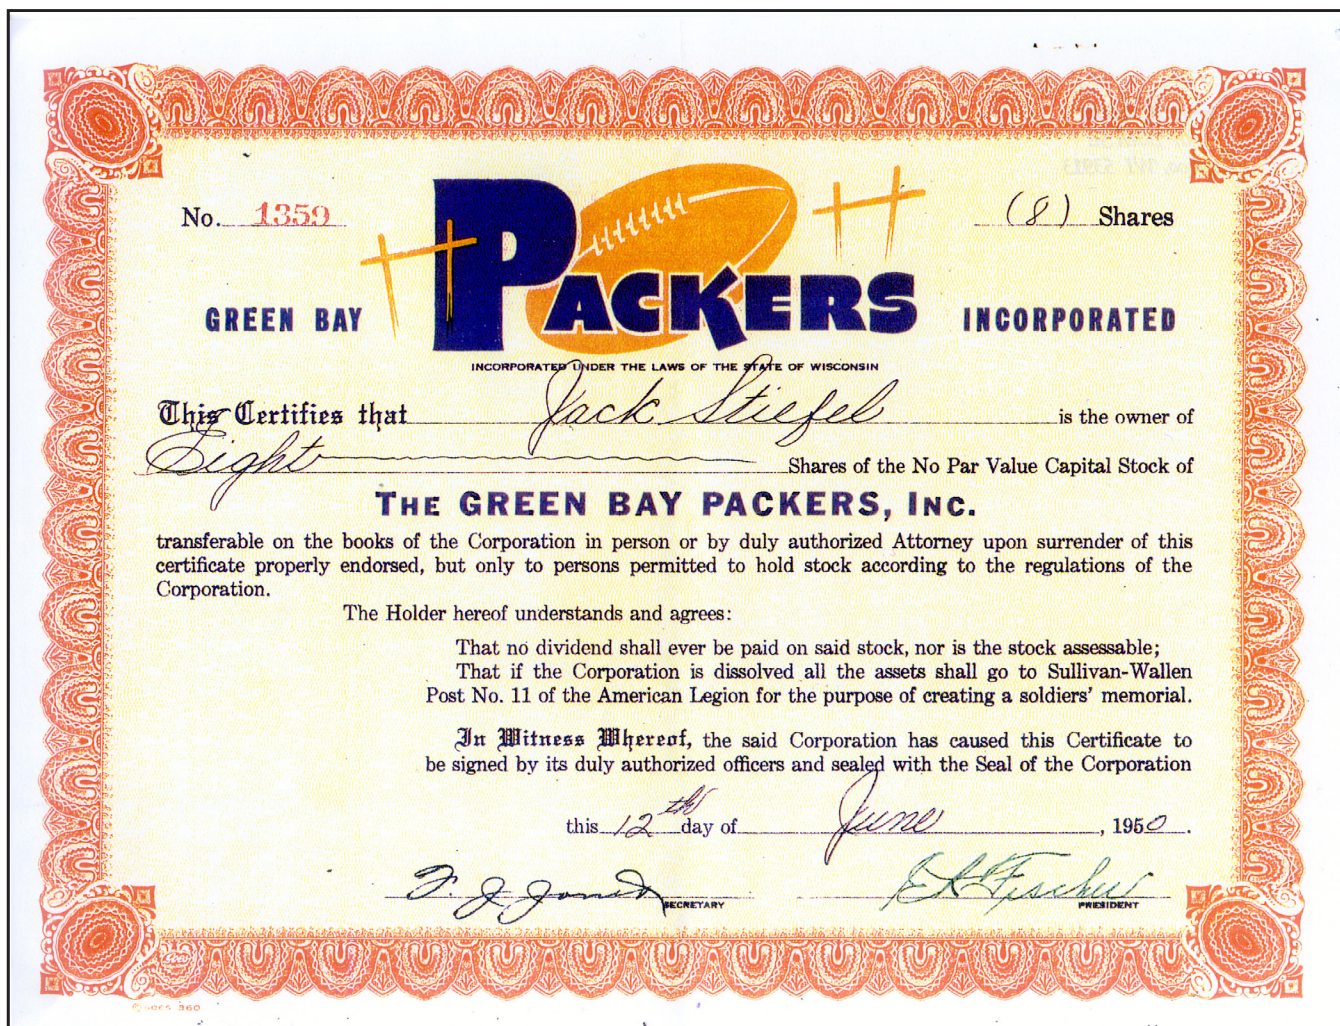 No. 1359
(8) Shares
PACKERS
GREEN BAY
INCORPORATED
INCORPORATED UNDER THE LAWS OF THE STATE OF WISCONSIN
This Certifies that Jack Stiefel is the owner of
Eight Shares of the No Par Value Capital Stock of
THE GREEN BAY PACKERS, INC.
transferable on the books of the Corporation in person or by duly authorized Attorney upon surrender of this
certificate properly endorsed, but only to persons permitted to hold stock according to the regulations of the
Corporation.
The Holder hereof understands and agrees:
That no dividend shall ever be paid on said stock, nor is the stock assessable;
That if the Corporation is dissolved all the assets shall go to Sullivan-Wallen
Post No. 11 of the American Legion for the purpose of creating a soldiers' memorial.
In Witness Whereof, the said Corporation has caused this Certificate to
be signed by its duly authorized officers and sealed with the Seal of the Corporation
this 12th day of June, 1950.
SECRETARY
E A Fischer
PRESIDENT
GOES 360